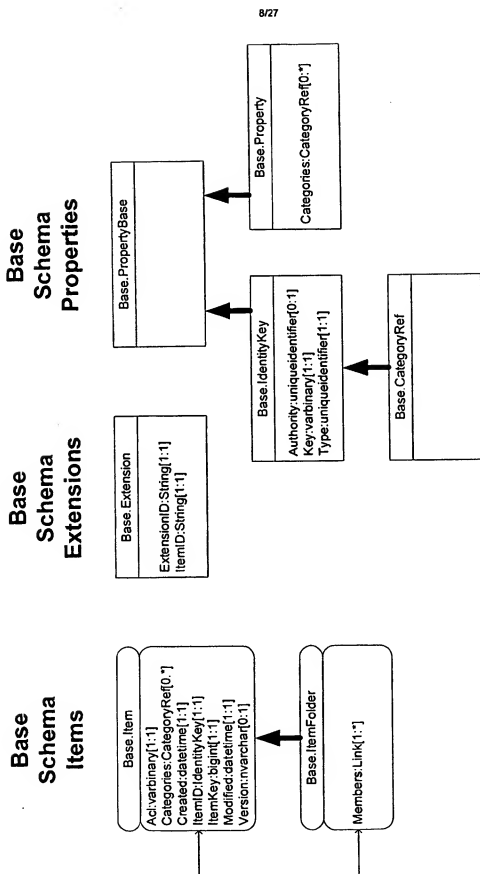 8/27
Base
Schema
Items
Base.Item
Acl:varbinary[1:1]
Categories:CategoryRef[0.*]
Created:datetime[1:1]
ItemID:IdentityKey[1:1]
ItemKey:bigint[1:1]
Modified:datetime[1:1]
Version:nvarchar[0:1]
Base.ItemFolder
Members:Link[1:*]
Base
Schema
Extensions
Base.Extension
ExtensionID:String[1:1]
ItemID:String[1:1]
Base
Schema
Properties
Base.PropertyBase
Base.IdentityKey
Authority:uniqueidentifier[0:1]
Key:varbinary[1:1]
Type:uniqueidentifier[1:1]
Base.Property
Categories:CategoryRef[0:*]
Base.CategoryRef